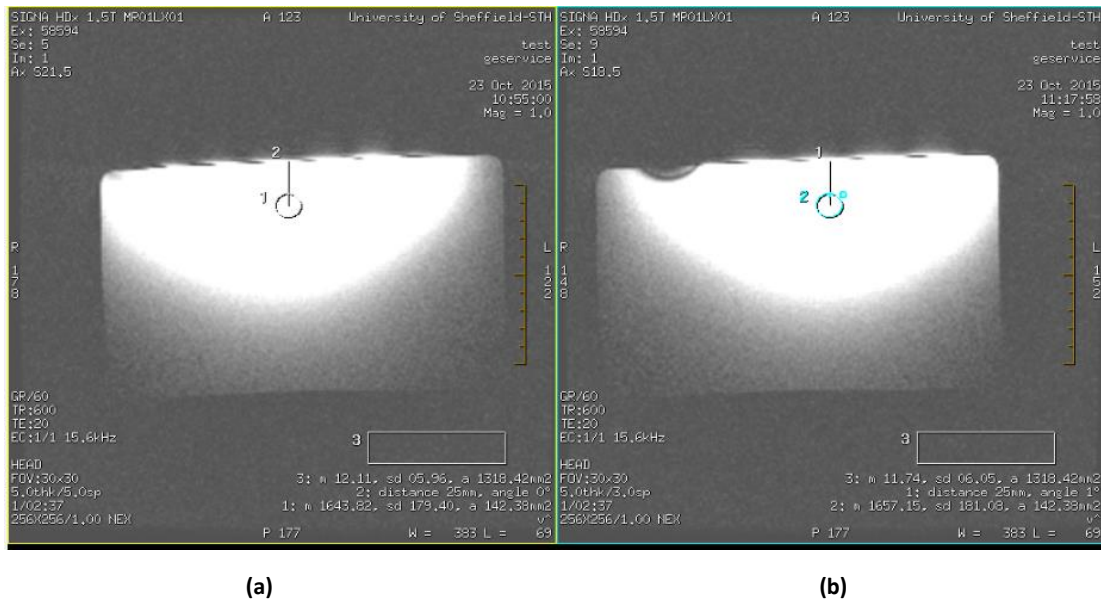 SIGNA HDx 1.5T MR01LX01
Ex: 58594
Se: 5
Im: 1
Ax S21.5
A 123
University of Sheffield-STH
test
geservice
23 Oct 2015
10:55:00
Mag = 1.0
2
1
R
1
7
8
L
1
2
2
3
GR/60
TR:600
TE:20
EC:1/1 15.6kHz
HEAD
FOV:30x30
5.0thk/5.0sp
1/02:37
256X256/1.00 NEX
3: m 12.11, sd 05.96, a 1318.42mm2
2: distance 25mm, angle 0°
1: m 1643.82, sd 179.40, a 142.38mm2
v^
P 177
W = 383 L = 69
SIGNA HDx 1.5T MR01LX01
Ex: 58594
Se: 9
Im: 1
Ax S18.5
A 123
University of Sheffield-STH
test
geservice
23 Oct 2015
11:17:58
Mag = 1.0
1
2
R
1
4
8
L
1
5
2
3
GR/60
TR:600
TE:20
EC:1/1 15.6kHz
HEAD
FOV:30x30
5.0thk/3.0sp
1/02:37
256X256/1.00 NEX
3: m 11.74, sd 06.05, a 1318.42mm2
1: distance 25mm, angle 1°
2: m 1657.15, sd 181.08, a 142.38mm2
v^
P 177
W = 383 L = 69
(a)
(b)